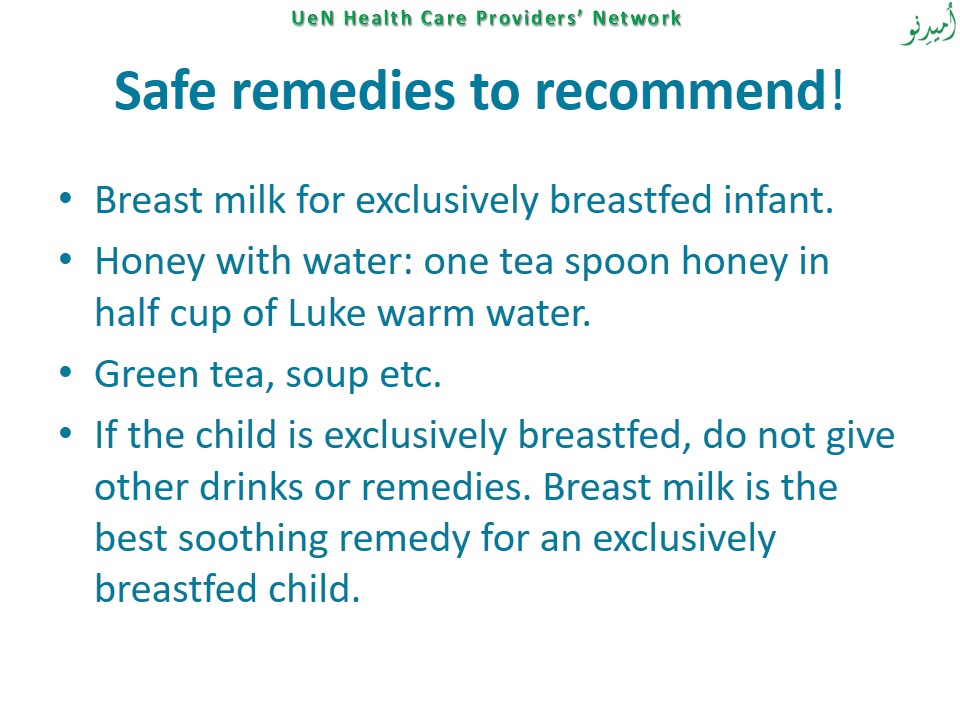 UeN Health Care Providers’ Network
اُمیدِنو
Safe remedies to recommend!
• Breast milk for exclusively breastfed infant.
• Honey with water: one tea spoon honey in
half cup of Luke warm water.
• Green tea, soup etc.
• If the child is exclusively breastfed, do not give
other drinks or remedies. Breast milk is the
best soothing remedy for an exclusively
breastfed child.